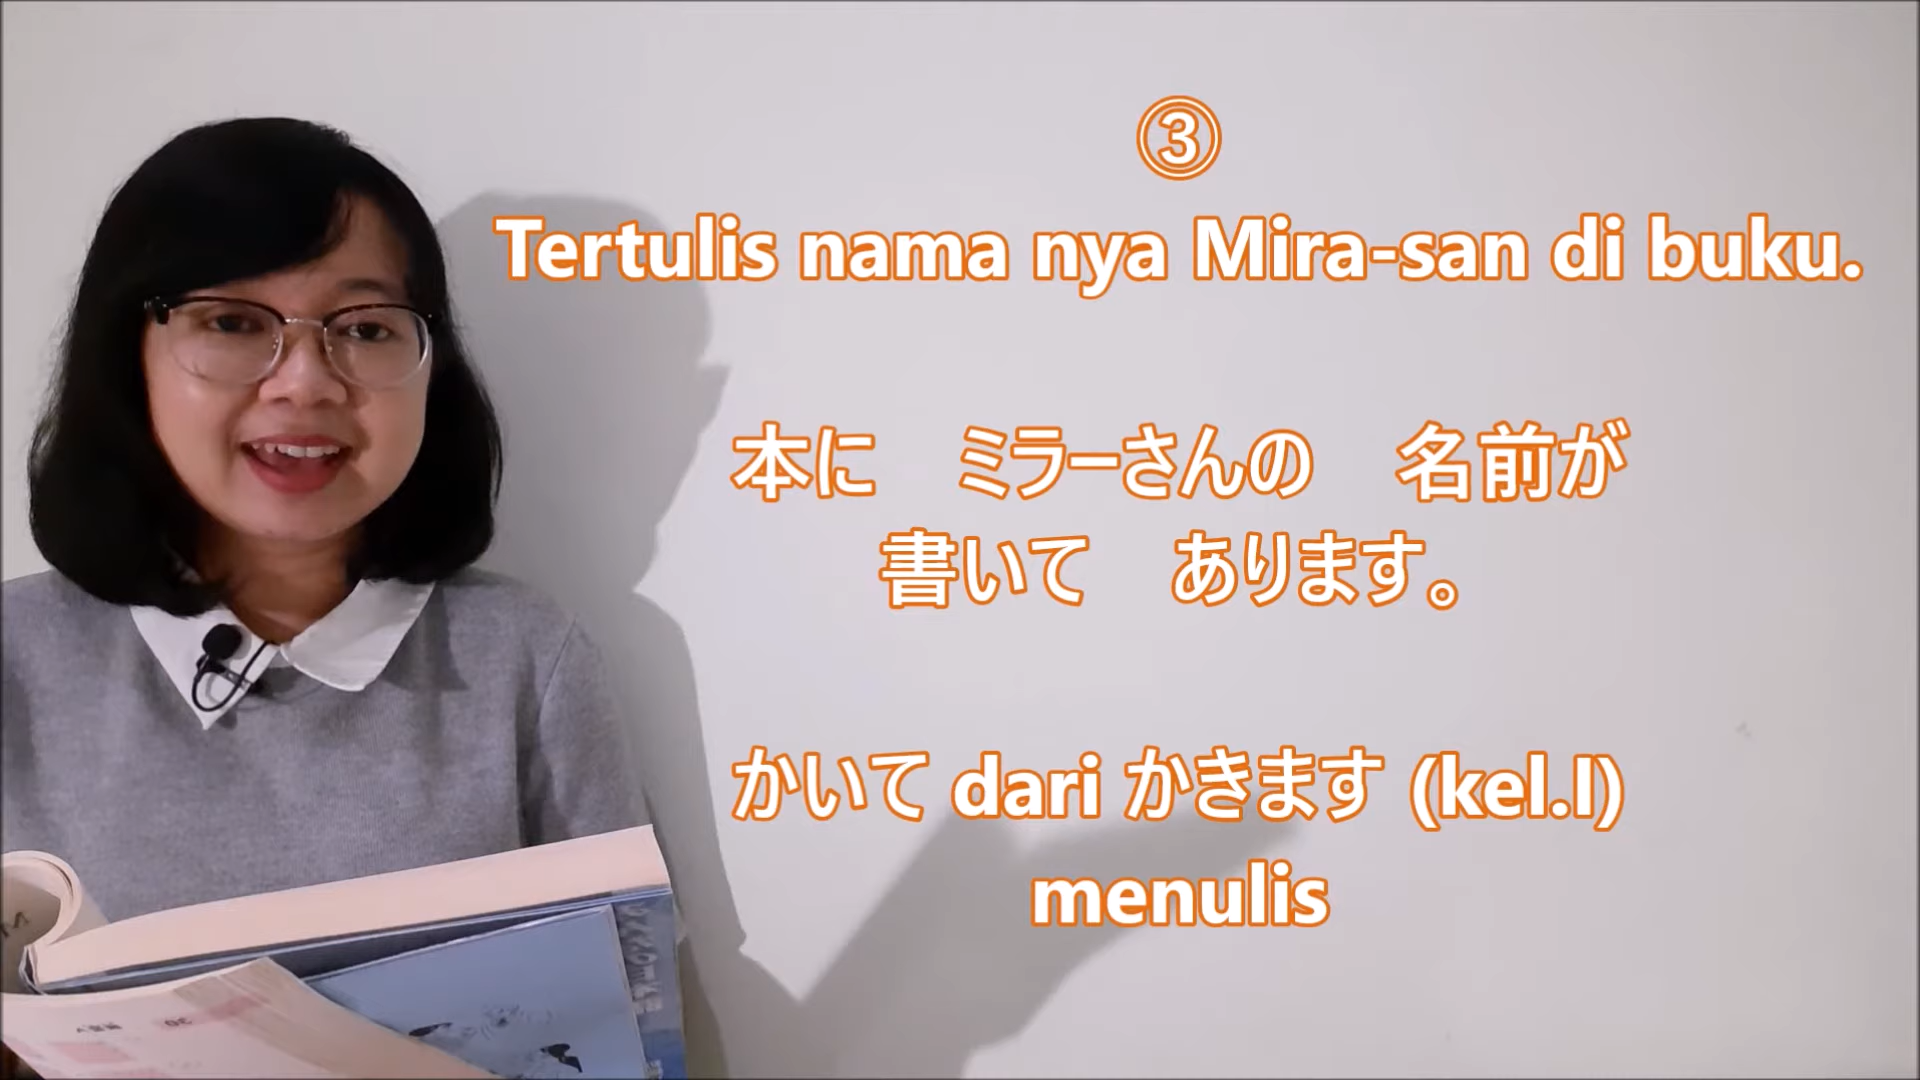 ③
Tertulis nama nya Mira-san di buku.
本に　ミラーさんの　名前が
書いて　あります。
かいて dari かきます (kel.I)
menulis
30